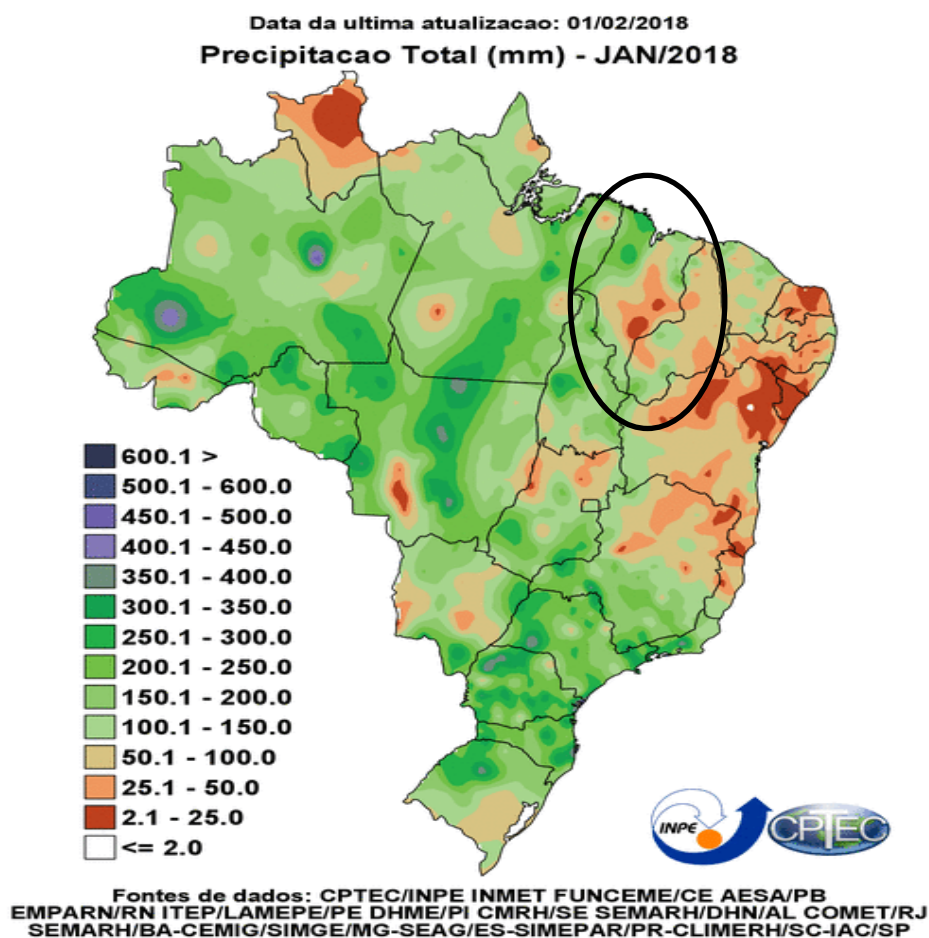 Data da ultima atualizacao: 01/02/2018
Precipitacao Total (mm) - JAN/2018
600.1 >
500.1 - 600.0
450.1 - 500.0
400.1 - 450.0
350.1 - 400.0
300.1 - 350.0
250.1 - 300.0
200.1 - 250.0
150.1 - 200.0
100.1 - 150.0
50.1 - 100.0
25.1 - 50.0
2.1 - 25.0
<= 2.0
INPE
CPTEC
Fontes de dados: CPTEC/INPE INMET FUNCEME/CE AESA/PB
EMPARN/RN ITEP/LAMEPE/PE DHME/PI CMRH/SE SEMARH/DHN/AL COMET/RJ
SEMARH/BA-CEMIG/SIMGE/MG-SEAG/ES-SIMEPAR/PR-CLIMERH/SC-IAC/SP